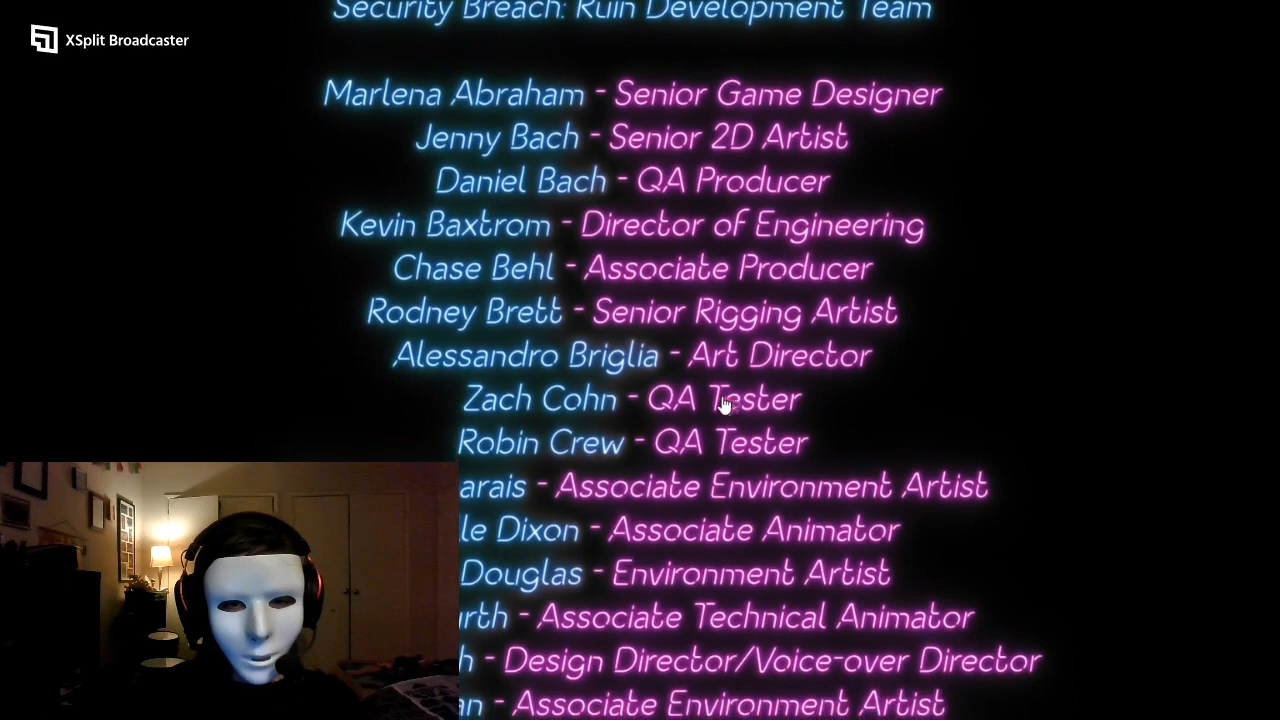 Security Breach: Ruin Development Team
XSplit Broadcaster
Marlena Abraham - Senior Game Designer
Jenny Bach - Senior 2D Artist
Daniel Bach - QA Producer
Kevin Baxtrom - Director of Engineering
Chase Behl - Associate Producer
Rodney Brett - Senior Rigging Artist
Alessandro Briglia - Art Director
Zach Cohn - QA Tester
Robin Crew - QA Tester
arais - Associate Environment Artist
le Dixon - Associate Animator
Douglas - Environment Artist
urth - Associate Technical Animator
h - Design Director/Voice-over Director
an - Associate Environment Artist